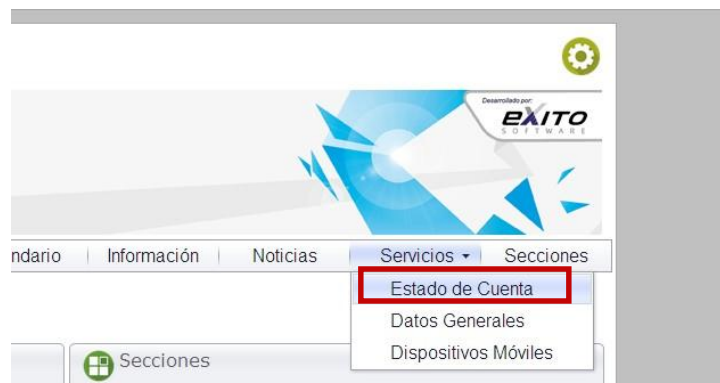 Desarrollado por:
eXITO
SOFTWARE
ndario Información Noticias Servicios Secciones
Estado de Cuenta
Datos Generales
Dispositivos Móviles
Secciones